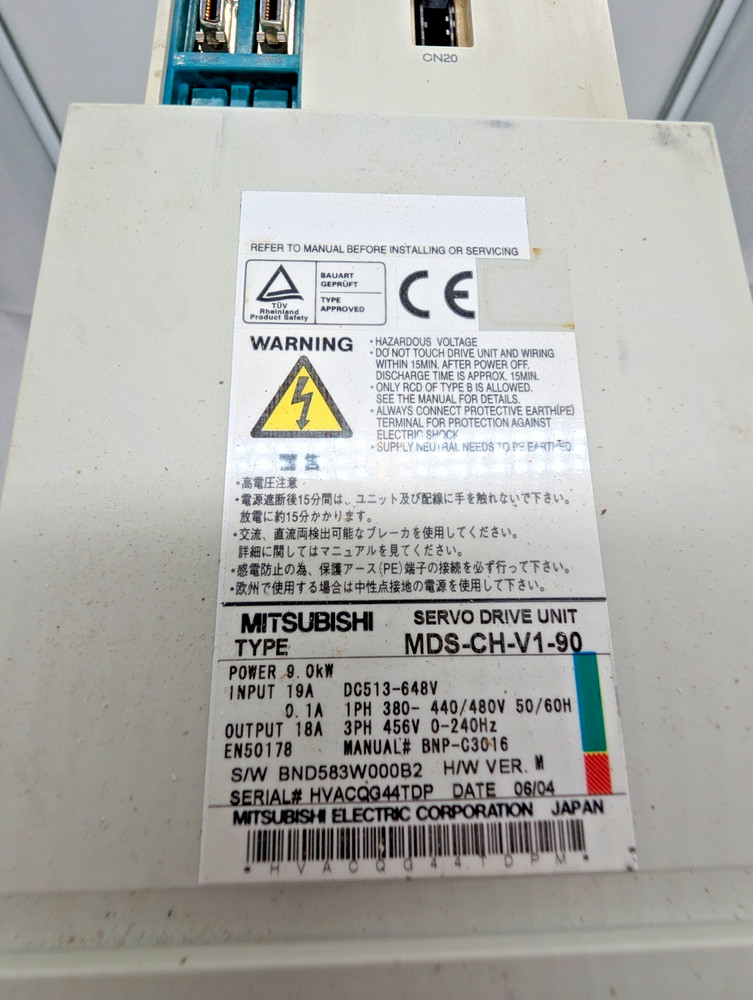 CN20
REFER TO MANUAL BEFORE INSTALLING OR SERVICING
TÜV
Rheinland
Product Safety
BAUART
GEPRÜFT
TYPE
APPROVED
CE
WARNING
• HAZARDOUS VOLTAGE
• DO NOT TOUCH DRIVE UNIT AND WIRING
WITHIN 15MIN. AFTER POWER OFF.
DISCHARGE TIME IS APPROX. 15MIN.
• ONLY RCD OF TYPE B IS ALLOWED.
SEE THE MANUAL FOR DETAILS.
• ALWAYS CONNECT PROTECTIVE EARTH(PE)
TERMINAL FOR PROTECTION AGAINST
ELECTRIC SHOCK
• SUPPLY NEUTRAL NEEDS TO BE EARTHED
•高電圧注意
•電源遮断後15分間は、ユニット及び配線に手を触れないで下さい。
放電に約15分かかります。
•交流、直流両検出可能なブレーカを使用してください。
詳細に関してはマニュアルを見てください。
•感電防止の為、保護アース(PE)端子の接続を必ず行って下さい。
•欧州で使用する場合は中性点接地の電源を使用して下さい。
MITSUBISHI SERVO DRIVE UNIT
TYPE MDS-CH-V1-90
POWER 9.0kW
INPUT 19A DC513-648V
0.1A 1PH 380- 440/480V 50/60H
OUTPUT 18A 3PH 456V 0-240Hz
EN50178 MANUAL# BNP-C3016
S/W BND583W000B2 H/W VER. M
SERIAL# HVACQG44TDP DATE 06/04
MITSUBISHI ELECTRIC CORPORATION JAPAN
* H V A C Q G 4 4 T D P M *